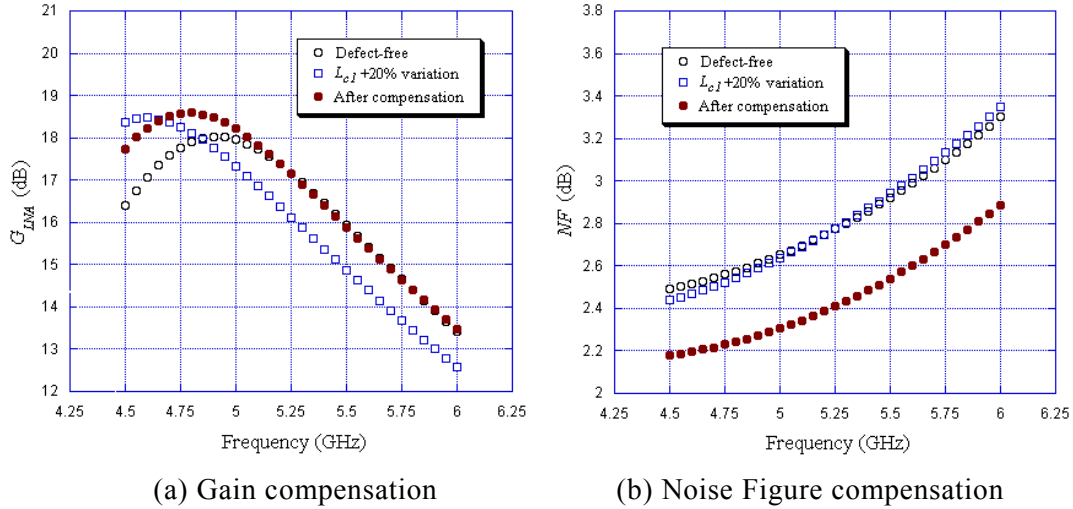 21
20
19
18
17
16
15
14
13
12
G_LNA (dB)
Defect-free
L_c1 +20% variation
After compensation
4.25 4.5 4.75 5 5.25 5.5 5.75 6 6.25
Frequency (GHz)
(a) Gain compensation
3.8
3.6
3.4
3.2
3
2.8
2.6
2.4
2.2
2
NF (dB)
Defect-free
L_c1 +20% variation
After compensation
4.25 4.5 4.75 5 5.25 5.5 5.75 6 6.25
Frequency (GHz)
(b) Noise Figure compensation